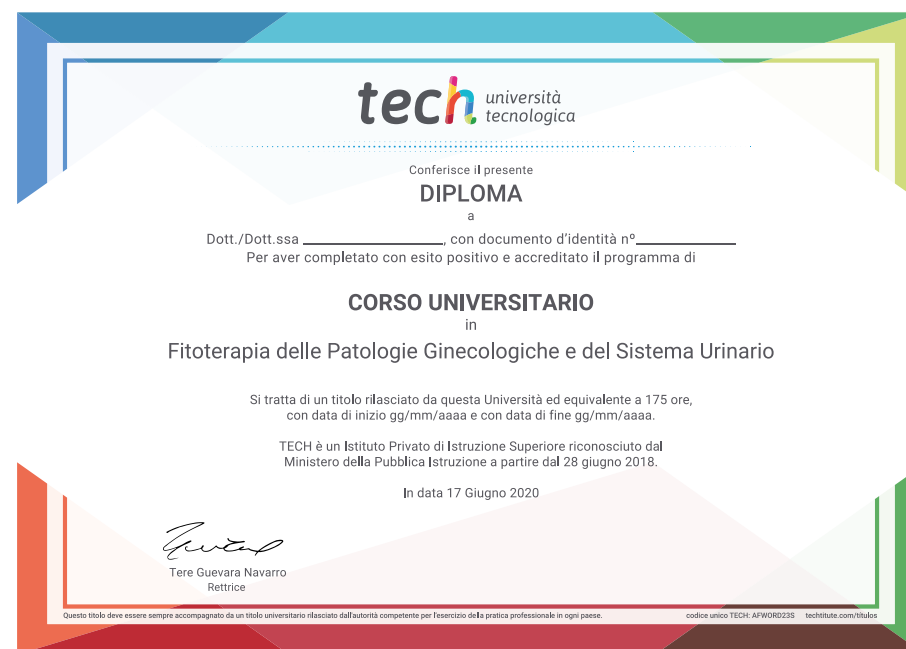 tech università
tecnologica
Conferisce il presente
DIPLOMA
a
Dott./Dott.ssa ____________________, con documento d'identità nº______________
Per aver completato con esito positivo e accreditato il programma di
CORSO UNIVERSITARIO
in
Fitoterapia delle Patologie Ginecologiche e del Sistema Urinario
Si tratta di un titolo rilasciato da questa Università ed equivalente a 175 ore,
con data di inizio gg/mm/aaaa e con data di fine gg/mm/aaaa.
TECH è un Istituto Privato di Istruzione Superiore riconosciuto dal
Ministero della Pubblica Istruzione a partire dal 28 giugno 2018.
In data 17 Giugno 2020
Tere Guevara Navarro
Rettrice
Questo titolo deve essere sempre accompagnato da un titolo universitario rilasciato dall'autorità competente per l'esercizio della pratica professionale in ogni paese. codice unico TECH: AFWORD23S techtitute.com/titulos